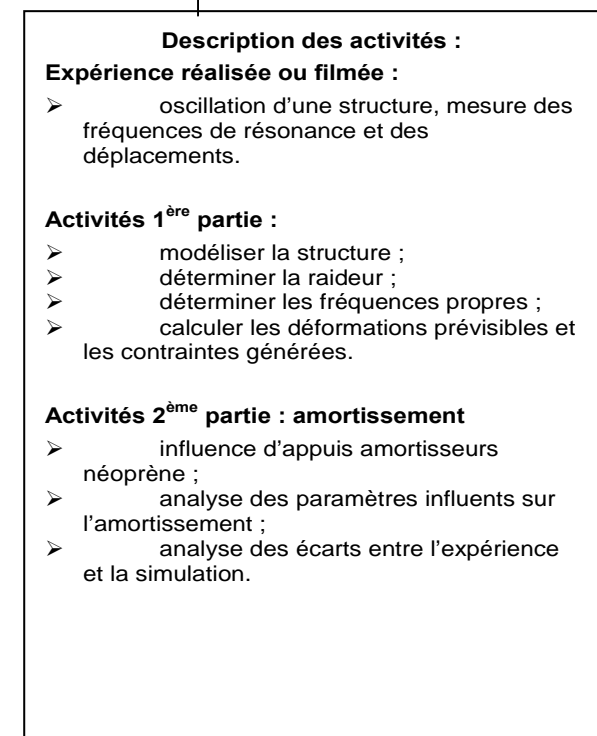 Description des activités :
Expérience réalisée ou filmée :
➢ oscillation d'une structure, mesure des
fréquences de résonance et des
déplacements.
Activités 1ère partie :
➢ modéliser la structure ;
➢ déterminer la raideur ;
➢ déterminer les fréquences propres ;
➢ calculer les déformations prévisibles et
les contraintes générées.
Activités 2ème partie : amortissement
➢ influence d'appuis amortisseurs
néoprène ;
➢ analyse des paramètres influents sur
l'amortissement ;
➢ analyse des écarts entre l'expérience
et la simulation.